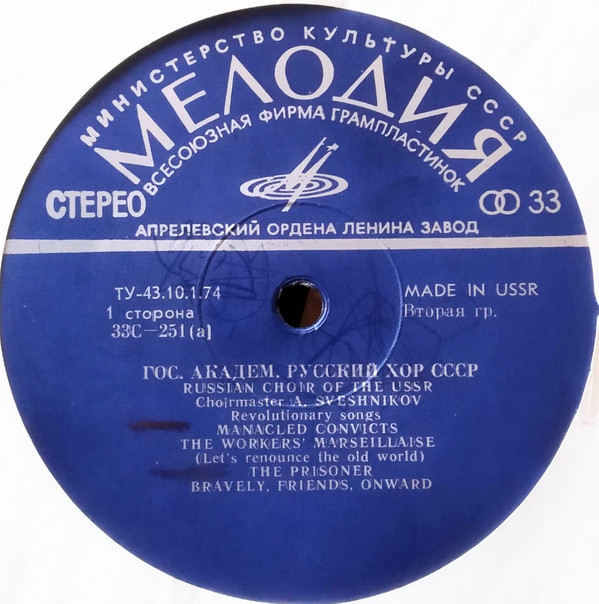 МИНИСТЕРСТВО КУЛЬТУРЫ СССР
МЕЛОДИЯ
ВСЕСОЮЗНАЯ ФИРМА ГРАМПЛАСТИНОК
СТЕРЕО
33
АПРЕЛЕВСКИЙ ОРДЕНА ЛЕНИНА ЗАВОД
ТУ-43.10.1.74
MADE IN USSR
1 сторона
Вторая гр.
33С—251(а)
ГОС. АКАДЕМ. РУССКИЙ ХОР СССР
RUSSIAN CHOIR OF THE USSR
Choirmaster A. SVESHNIKOV
Revolutionary songs
MANACLED CONVICTS
THE WORKERS' MARSEILLAISE
(Let's renounce the old world)
THE PRISONER
BRAVELY, FRIENDS, ONWARD